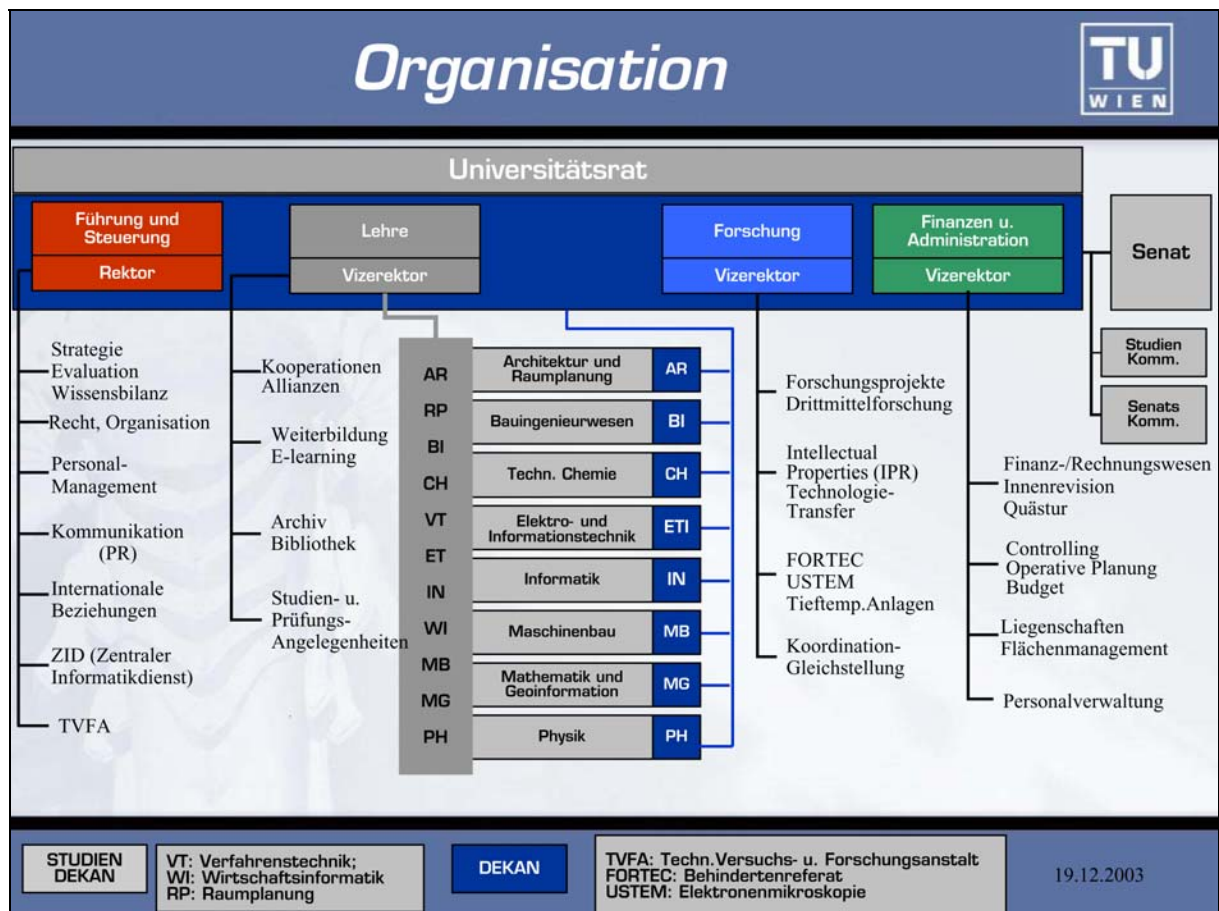 Organisation
TU
WIEN
Universitätsrat
Führung und
Steuerung
Rektor
Lehre
Vizerektor
Forschung
Vizerektor
Finanzen u.
Administration
Vizerektor
Senat
Studien
Komm.
Senats
Komm.
Strategie
Evaluation
Wissensbilanz
Recht, Organisation
Personal-
Management
Kommunikation
(PR)
Internationale
Beziehungen
ZID (Zentraler
Informatikdienst)
TVFA
Kooperationen
Allianzen
Weiterbildung
E-learning
Archiv
Bibliothek
Studien- u.
Prüfungs-
Angelegenheiten
AR
RP
BI
CH
VT
ET
IN
WI
MB
MG
PH
Architektur und
Raumplanung
AR
Bauingenieurwesen
BI
Techn. Chemie
CH
Elektro- und
Informationstechnik
ETI
Informatik
IN
Maschinenbau
MB
Mathematik und
Geoinformation
MG
Physik
PH
Forschungsprojekte
Drittmittelforschung
Intellectual
Properties (IPR)
Technologie-
Transfer
FORTEC
USTEM
Tieftemp.Anlagen
Koordination-
Gleichstellung
Finanz-/Rechnungswesen
Innenrevision
Quästur
Controlling
Operative Planung
Budget
Liegenschaften
Flächenmanagement
Personalverwaltung
STUDIEN
DEKAN
VT: Verfahrenstechnik;
WI: Wirtschaftsinformatik
RP: Raumplanung
DEKAN
TVFA: Techn.Versuchs- u. Forschungsanstalt
FORTEC: Behindertenreferat
USTEM: Elektronenmikroskopie
19.12.2003